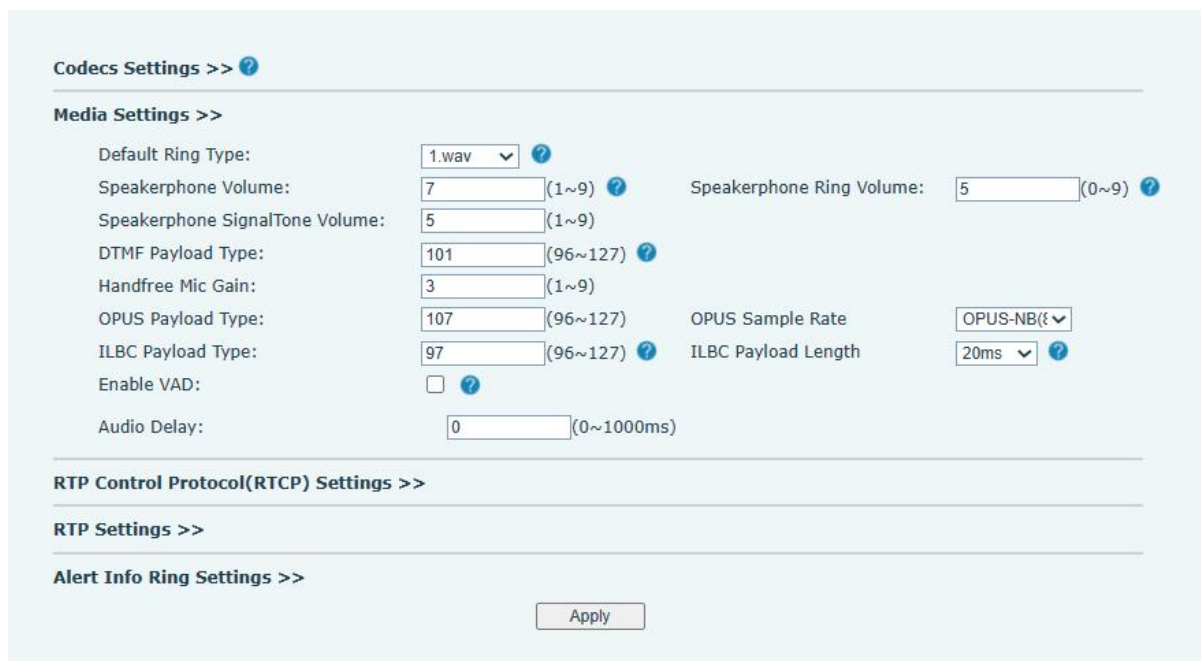 Codecs Settings >> ?
Media Settings >>
Default Ring Type: 1.wav ?
Speakerphone Volume: 7 (1~9) ? Speakerphone Ring Volume: 5 (0~9) ?
Speakerphone SignalTone Volume: 5 (1~9)
DTMF Payload Type: 101 (96~127) ?
Handfree Mic Gain: 3 (1~9)
OPUS Payload Type: 107 (96~127) OPUS Sample Rate OPUS-NB(
ILBC Payload Type: 97 (96~127) ? ILBC Payload Length 20ms ?
Enable VAD: ?
Audio Delay: 0 (0~1000ms)
RTP Control Protocol(RTCP) Settings >>
RTP Settings >>
Alert Info Ring Settings >>
Apply